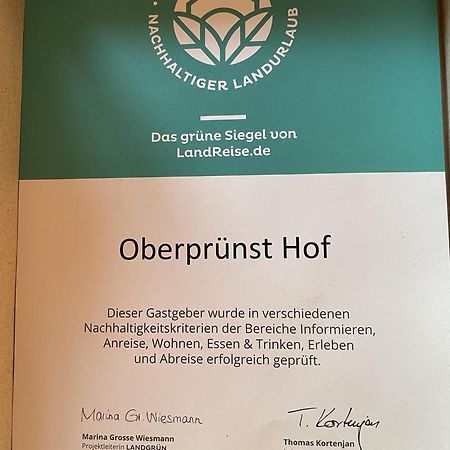 • NACHHALTIGER LANDURLAUB
Das grüne Siegel von
LandReise.de
Oberprünst Hof
Dieser Gastgeber wurde in verschiedenen
Nachhaltigkeitskriterien der Bereiche Informieren,
Anreise, Wohnen, Essen & Trinken, Erleben
und Abreise erfolgreich geprüft.
Marina Gr. Wiesmann
T. Kortenjan
Marina Grosse Wiesmann
Thomas Kortenjan
Projektleiterin LANDGRÜN